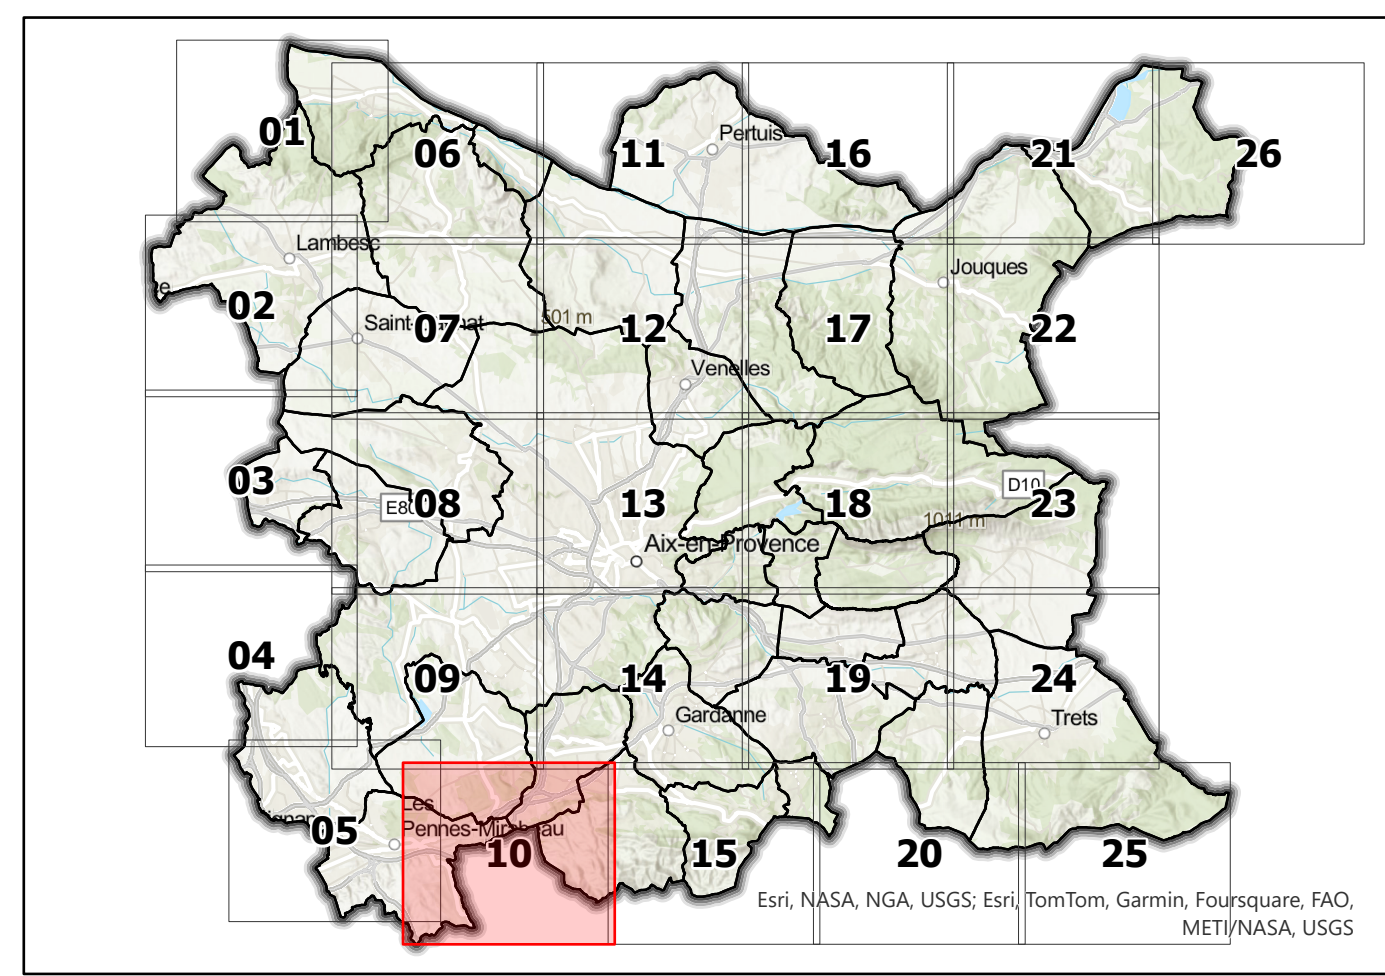 01
06
11
Pertuis
16
21
26
Lambesc
02
Jouques
07
501 m
12
17
22
Venelles
03
E80
08
13
18
D10
23
1011 m
Aix-en-Provence
04
09
14
19
24
Gardanne
Trets
05
Les
Pennes-Mirabeau
10
15
20
25
Esri, NASA, NGA, USGS; Esri, TomTom, Garmin, Foursquare, FAO,
METI/NASA, USGS